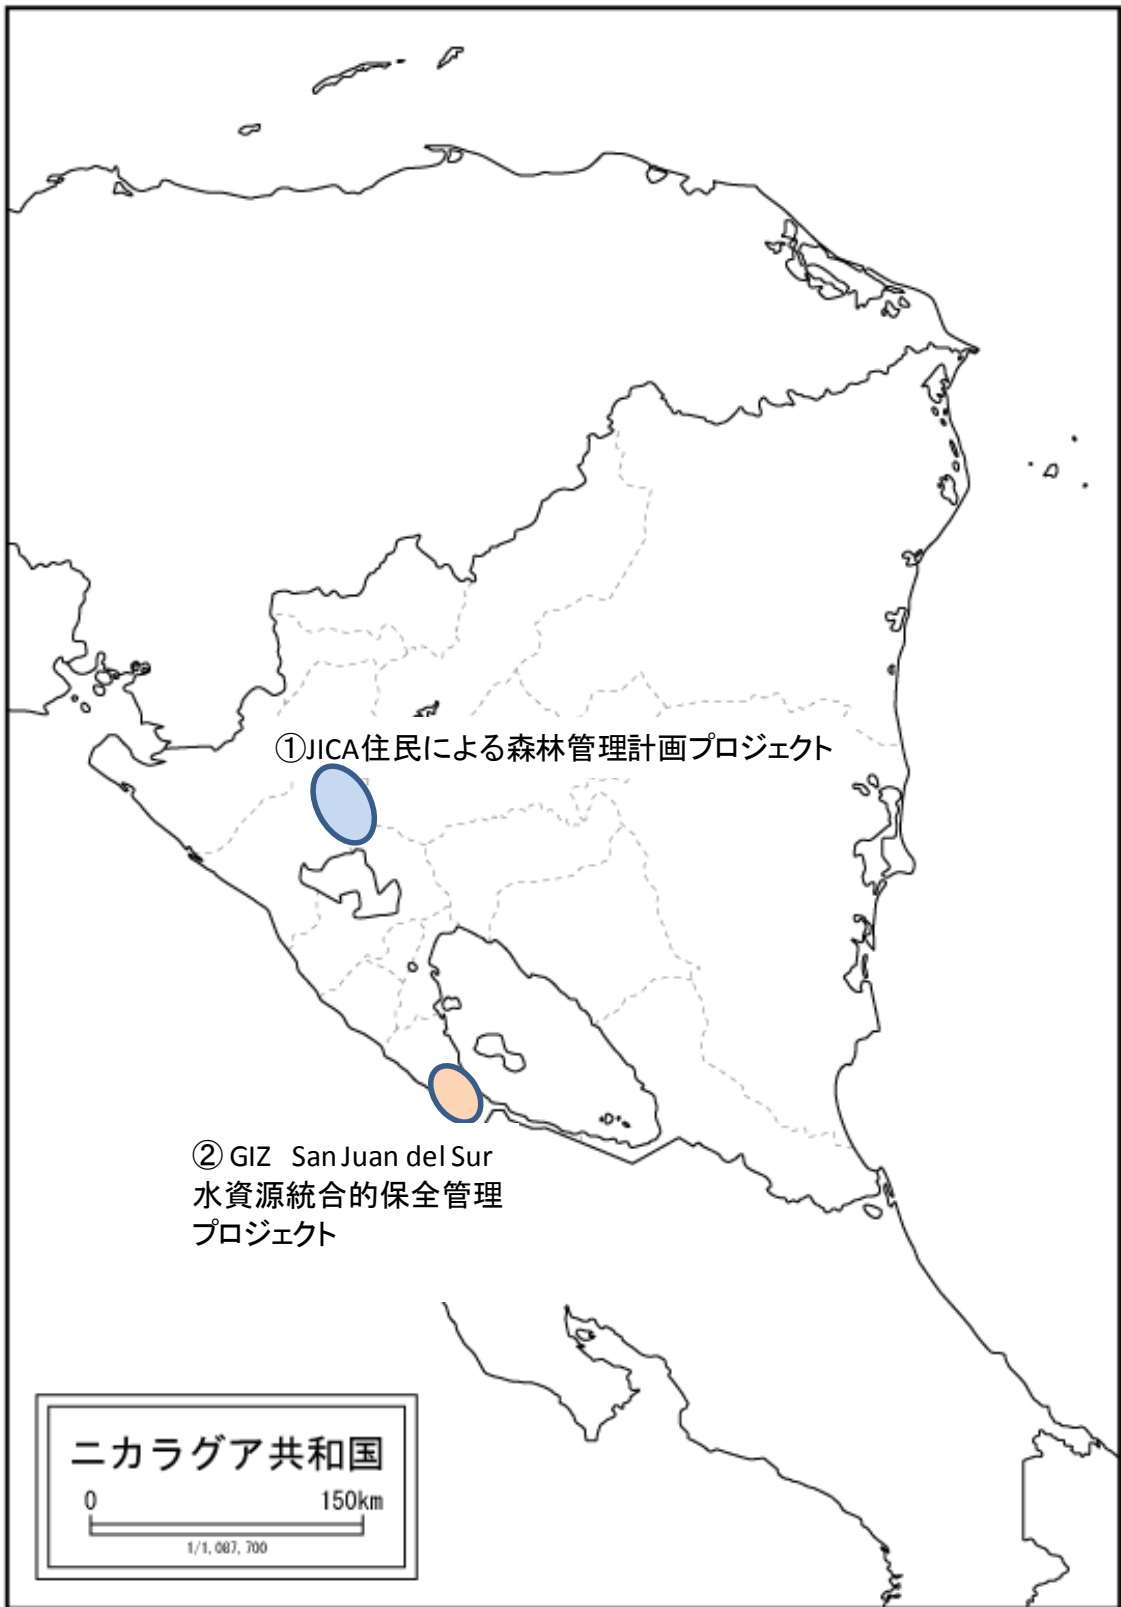 ①JICA住民による森林管理計画プロジェクト
② GIZ San Juan del Sur
水資源統合的保全管理
プロジェクト
ニカラグア共和国
0 150km
1/1,087,700